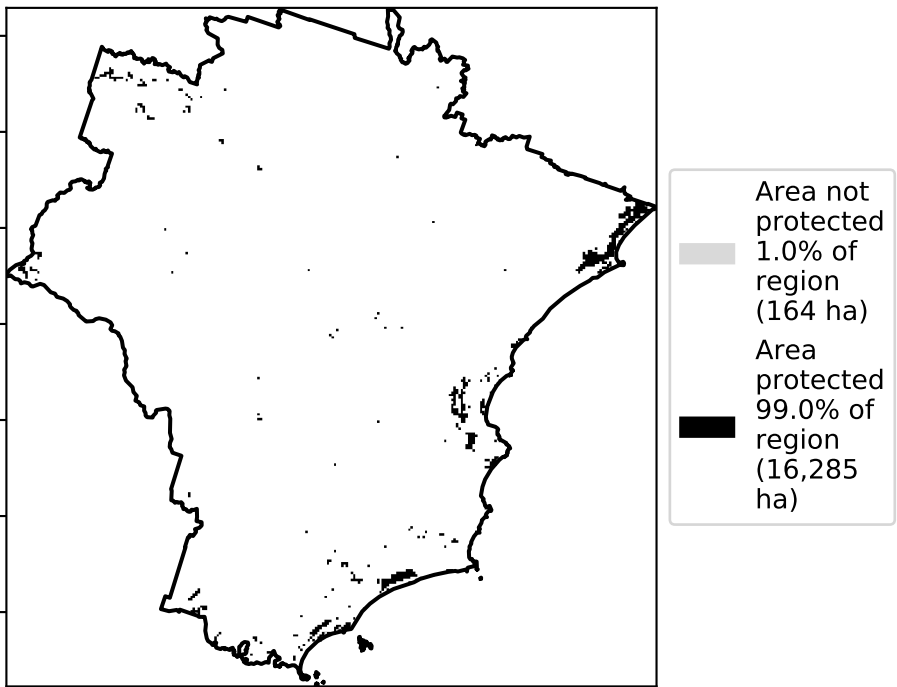 Area not
protected
1.0% of
region
(164 ha)
Area
protected
99.0% of
region
(16,285
ha)